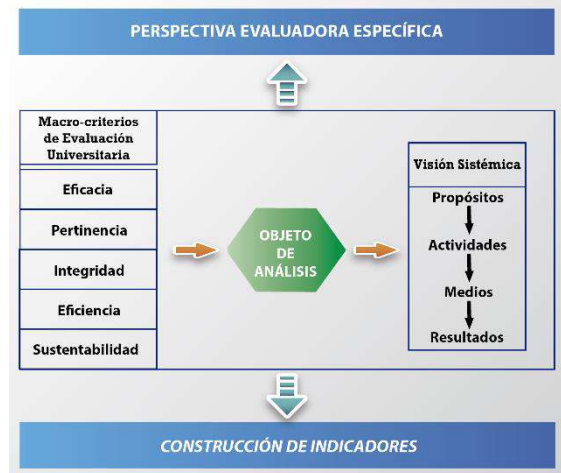 PERSPECTIVA EVALUADORA ESPECÍFICA
Macro-criterios
de Evaluación
Universitaria
Eficacia
Pertinencia
Integridad
Eficiencia
Sustentabilidad
OBJETO
DE
ANÁLISIS
Visión Sistémica
Propósitos
Actividades
Medios
Resultados
CONSTRUCCIÓN DE INDICADORES